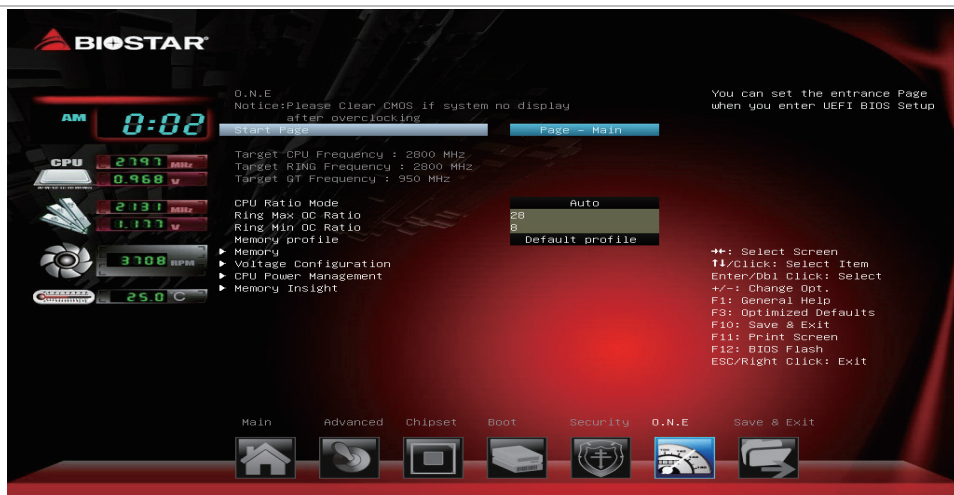 BIOSTAR
O.N.E
Notice:Please Clear CMOS if system no display
after overclocking
Start Page Page - Main
Target CPU Frequency : 2800 MHz
Target RING Frequency : 2800 MHz
Target GT Frequency : 950 MHz
CPU Ratio Mode Auto
Ring Max OC Ratio 28
Ring Min OC Ratio 8
Memory profile Default profile
Memory
Voltage Configuration
CPU Power Management
Memory Insight
AM 0:02
CPU 2797 MHz
0.968 V
2131 MHz
1.177 V
3708 RPM
25.0 C
You can set the entrance Page
when you enter UEFI BIOS Setup
→←: Select Screen
↑↓/Click: Select Item
Enter/Dbl Click: Select
+/-: Change Opt.
F1: General Help
F3: Optimized Defaults
F10: Save & Exit
F11: Print Screen
F12: BIOS Flash
ESC/Right Click: Exit
Main Advanced Chipset Boot Security O.N.E Save & Exit